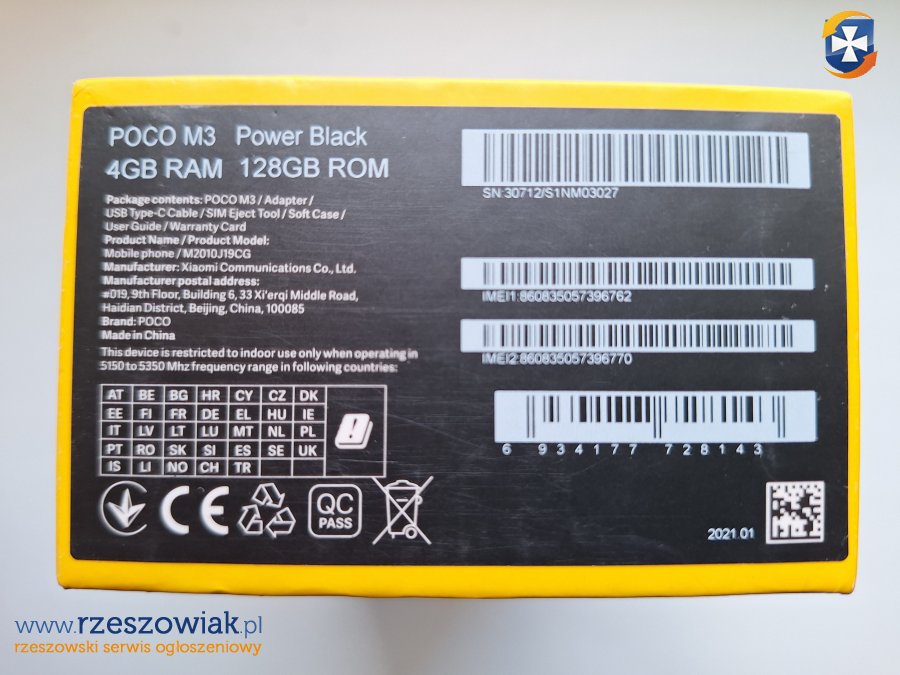 POCO M3 Power Black
4GB RAM 128GB ROM
Package contents: POCO M3 / Adapter /
USB Type-C Cable / SIM Eject Tool / Soft Case /
User Guide / Warranty Card
Product Name / Product Model:
Mobile phone / M2010J19CG
Manufacturer: Xiaomi Communications Co., Ltd.
Manufacturer postal address:
#019, 9th Floor, Building 6, 33 Xi'erqi Middle Road,
Haidian District, Beijing, China, 100085
Brand: POCO
Made in China
This device is restricted to indoor use only when operating in
5150 to 5350 Mhz frequency range in following countries:
AT BE BG HR CY CZ DK
EE FI FR DE EL HU IE
IT LV LT LU MT NL PL
PT RO SK SI ES SE UK
IS LI NO CH TR
CE
QC
PASS
SN:30712/S1NM03027
IMEI1:860835057396762
IMEI2:860835057396770
6 934177 728143
2021.01
www.rzeszowiak.pl
rzeszowski serwis ogłoszeniowy